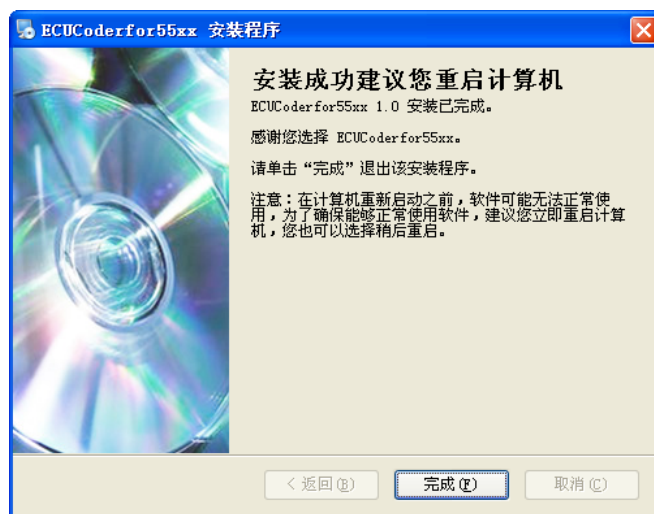 ECUCoderfor55xx 安装程序
安装成功建议您重启计算机
ECUCoderfor55xx 1.0 安装已完成。
感谢您选择 ECUCoderfor55xx。
请单击“完成”退出该安装程序。
注意：在计算机重新启动之前，软件可能无法正常使
用，为了确保能够正常使用软件，建议您立即重启计算
机，您也可以选择稍后重启。
< 返回(B) 完成(F) 取消(C)